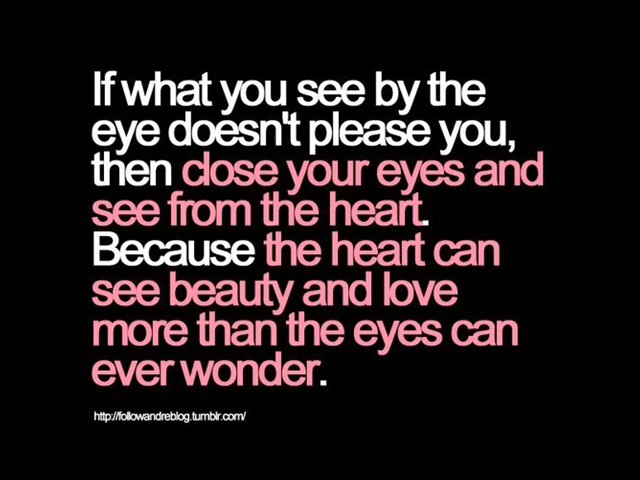 If what you see by the
eye doesn't please you,
then close your eyes and
see from the heart.
Because the heart can
see beauty and love
more than the eyes can
ever wonder.
http://followandreblog.tumblr.com/